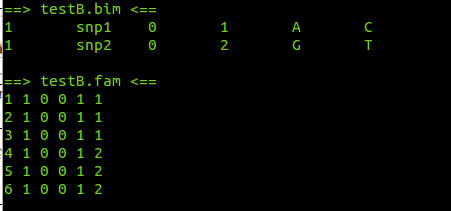 ==> testB.bim <==
1 snp1 0 1 A C
1 snp2 0 2 G T
==> testB.fam <==
1 1 0 0 1 1
2 1 0 0 1 1
3 1 0 0 1 1
4 1 0 0 1 2
5 1 0 0 1 2
6 1 0 0 1 2